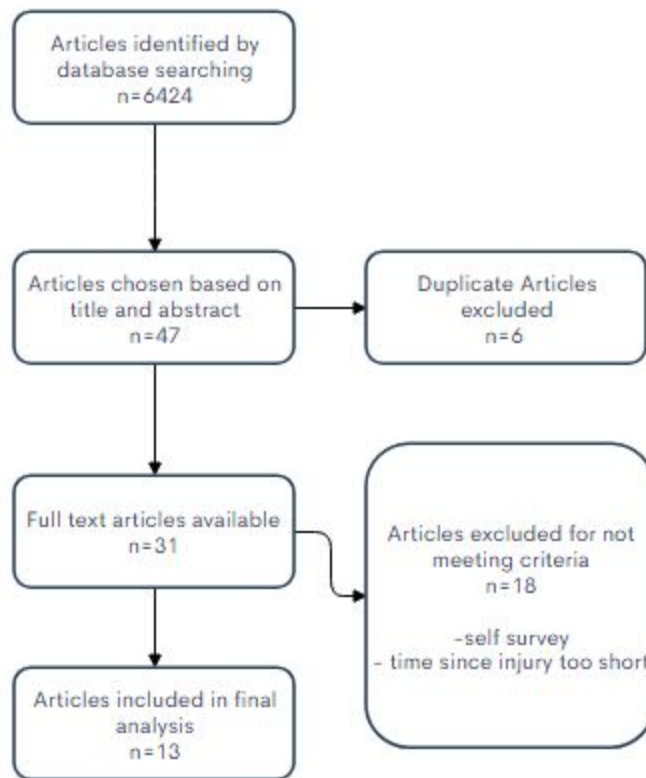 Articles identified by
database searching
n=6424
Articles chosen based on
title and abstract
n=47
Duplicate Articles
excluded
n=6
Full text articles available
n=31
Articles excluded for not
meeting criteria
n=18
-self survey
- time since injury too short
Articles included in final
analysis
n=13